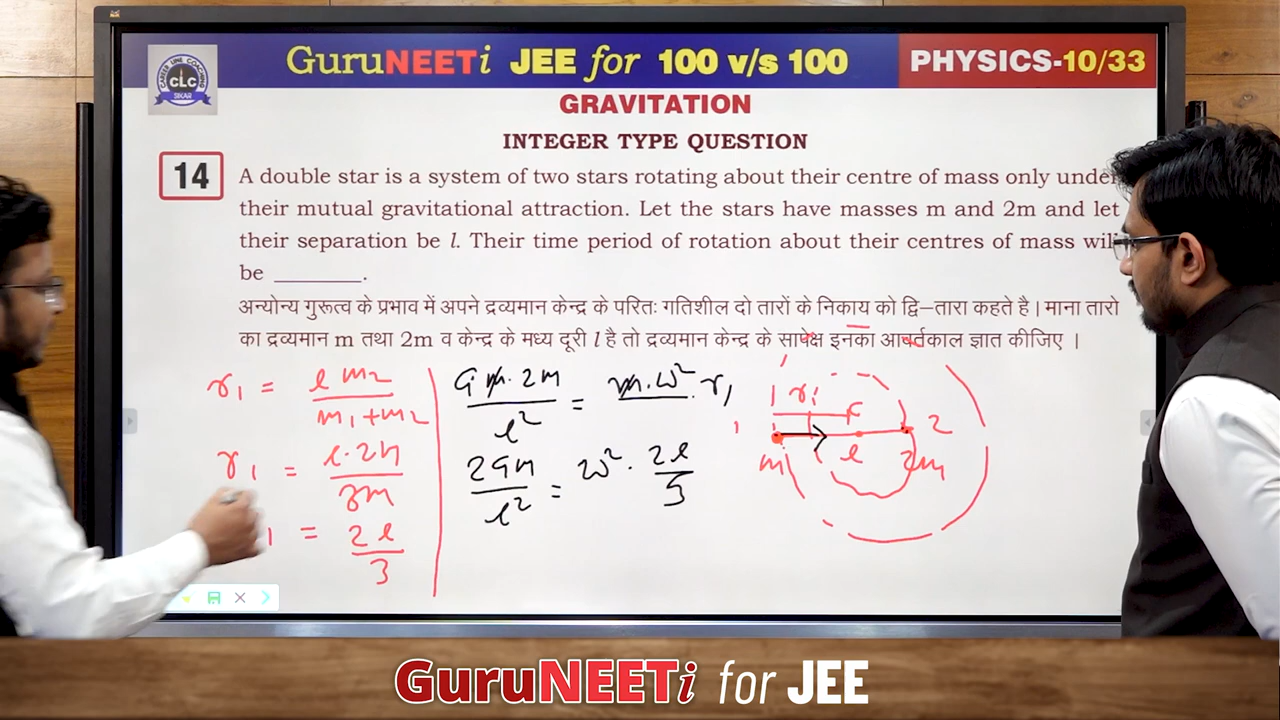 GuruNEETi JEE for 100 v/s 100
PHYSICS-10/33
CLC
SIKAR
GRAVITATION
INTEGER TYPE QUESTION
14
A double star is a system of two stars rotating about their centre of mass only under
their mutual gravitational attraction. Let the stars have masses m and 2m and let
their separation be l. Their time period of rotation about their centres of mass will
be _______.
अन्योन्य गुरूत्व के प्रभाव में अपने द्रव्यमान केन्द्र के परितः गतिशील दो तारों के निकाय को द्वि–तारा कहते है। माना तारो
का द्रव्यमान m तथा 2m व केन्द्र के मध्य दूरी l है तो द्रव्यमान केन्द्र के सापेक्ष इनका आवर्तकाल ज्ञात कीजिए ।
r₁ = l m₂ / m₁ + m₂
r₁ = l · 2m / 3m
1 = 2l / 3
G m · 2m / l² = m · ω² · r₁
2Gm / l² = ω² · 2l / 3
r₁ c
1 2
m l 2m
GuruNEETi for JEE